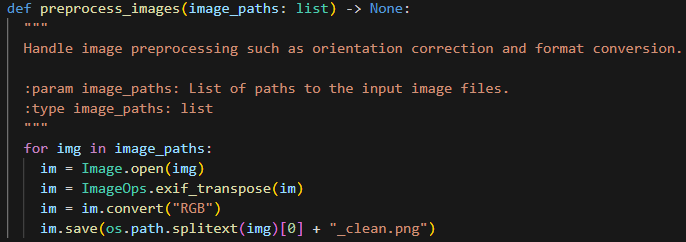 def preprocess_images(image_paths: list) -> None:
  """
  Handle image preprocessing such as orientation correction and format conversion.

  :param image_paths: List of paths to the input image files.
  :type image_paths: list
  """
  for img in image_paths:
    im = Image.open(img)
    im = ImageOps.exif_transpose(im)
    im = im.convert("RGB")
    im.save(os.path.splitext(img)[0] + "_clean.png")